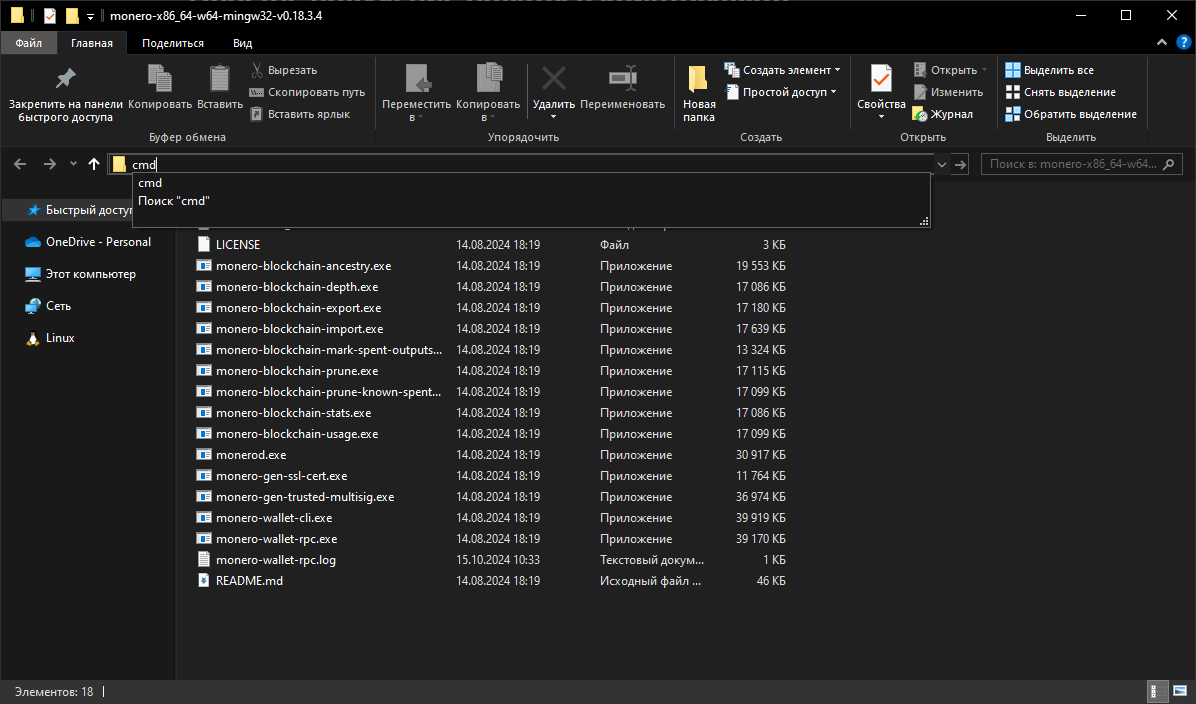 monero-x86_64-w64-mingw32-v0.18.3.4
Файл Главная Поделиться Вид
Закрепить на панели быстрого доступа
Копировать
Вставить
Вырезать
Скопировать путь
Вставить ярлык
Буфер обмена
Переместить в
Копировать в
Удалить
Переименовать
Упорядочить
Новая папка
Создать элемент
Простой доступ
Создать
Свойства
Открыть
Изменить
Журнал
Открыть
Выделить все
Снять выделение
Обратить выделение
Выделить
cmd
Поиск в: monero-x86_64-w64...
cmd
Поиск "cmd"
Быстрый досту
OneDrive - Personal
Этот компьютер
Сеть
Linux
LICENSE 14.08.2024 18:19 Файл 3 КБ
monero-blockchain-ancestry.exe 14.08.2024 18:19 Приложение 19 553 КБ
monero-blockchain-depth.exe 14.08.2024 18:19 Приложение 17 086 КБ
monero-blockchain-export.exe 14.08.2024 18:19 Приложение 17 180 КБ
monero-blockchain-import.exe 14.08.2024 18:19 Приложение 17 639 КБ
monero-blockchain-mark-spent-outputs... 14.08.2024 18:19 Приложение 13 324 КБ
monero-blockchain-prune.exe 14.08.2024 18:19 Приложение 17 115 КБ
monero-blockchain-prune-known-spent... 14.08.2024 18:19 Приложение 17 099 КБ
monero-blockchain-stats.exe 14.08.2024 18:19 Приложение 17 086 КБ
monero-blockchain-usage.exe 14.08.2024 18:19 Приложение 17 099 КБ
monerod.exe 14.08.2024 18:19 Приложение 30 917 КБ
monero-gen-ssl-cert.exe 14.08.2024 18:19 Приложение 11 764 КБ
monero-gen-trusted-multisig.exe 14.08.2024 18:19 Приложение 36 974 КБ
monero-wallet-cli.exe 14.08.2024 18:19 Приложение 39 919 КБ
monero-wallet-rpc.exe 14.08.2024 18:19 Приложение 39 170 КБ
monero-wallet-rpc.log 15.10.2024 10:33 Текстовый докум... 1 КБ
README.md 14.08.2024 18:19 Исходный файл ... 46 КБ
Элементов: 18